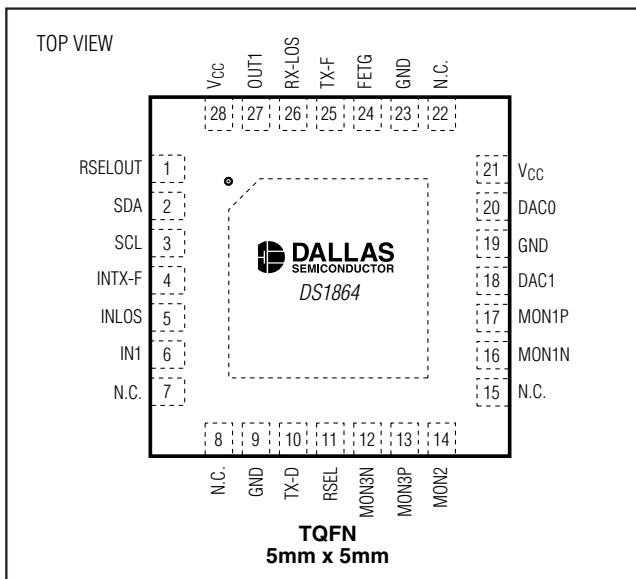 TOP VIEW
VCC
OUT1
RX-LOS
TX-F
FETG
GND
N.C.
28 27 26 25 24 23 22
RSELOUT 1
SDA 2
SCL 3
INTX-F 4
INLOS 5
IN1 6
N.C. 7
21 VCC
20 DAC0
19 GND
18 DAC1
17 MON1P
16 MON1N
15 N.C.
DALLAS
SEMICONDUCTOR
DS1864
8 9 10 11 12 13 14
N.C.
GND
TX-D
RSEL
MON3N
MON3P
MON2
TQFN
5mm x 5mm